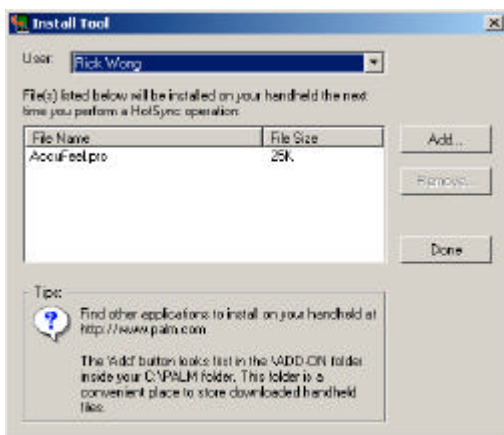 Install Tool
User: Rick Wong
File(s) listed below will be installed on your handheld the next
time you perform a HotSync operation:
File Name File Size
AccuFeel.pro 25K
Add...
Remove...
Done
Tips:
Find other applications to install on your handheld at
http://www.palm.com
The 'Add' button looks first in the \ADD-ON folder
inside your C:\PALM folder. This folder is a
convenient place to store downloaded handheld
files.